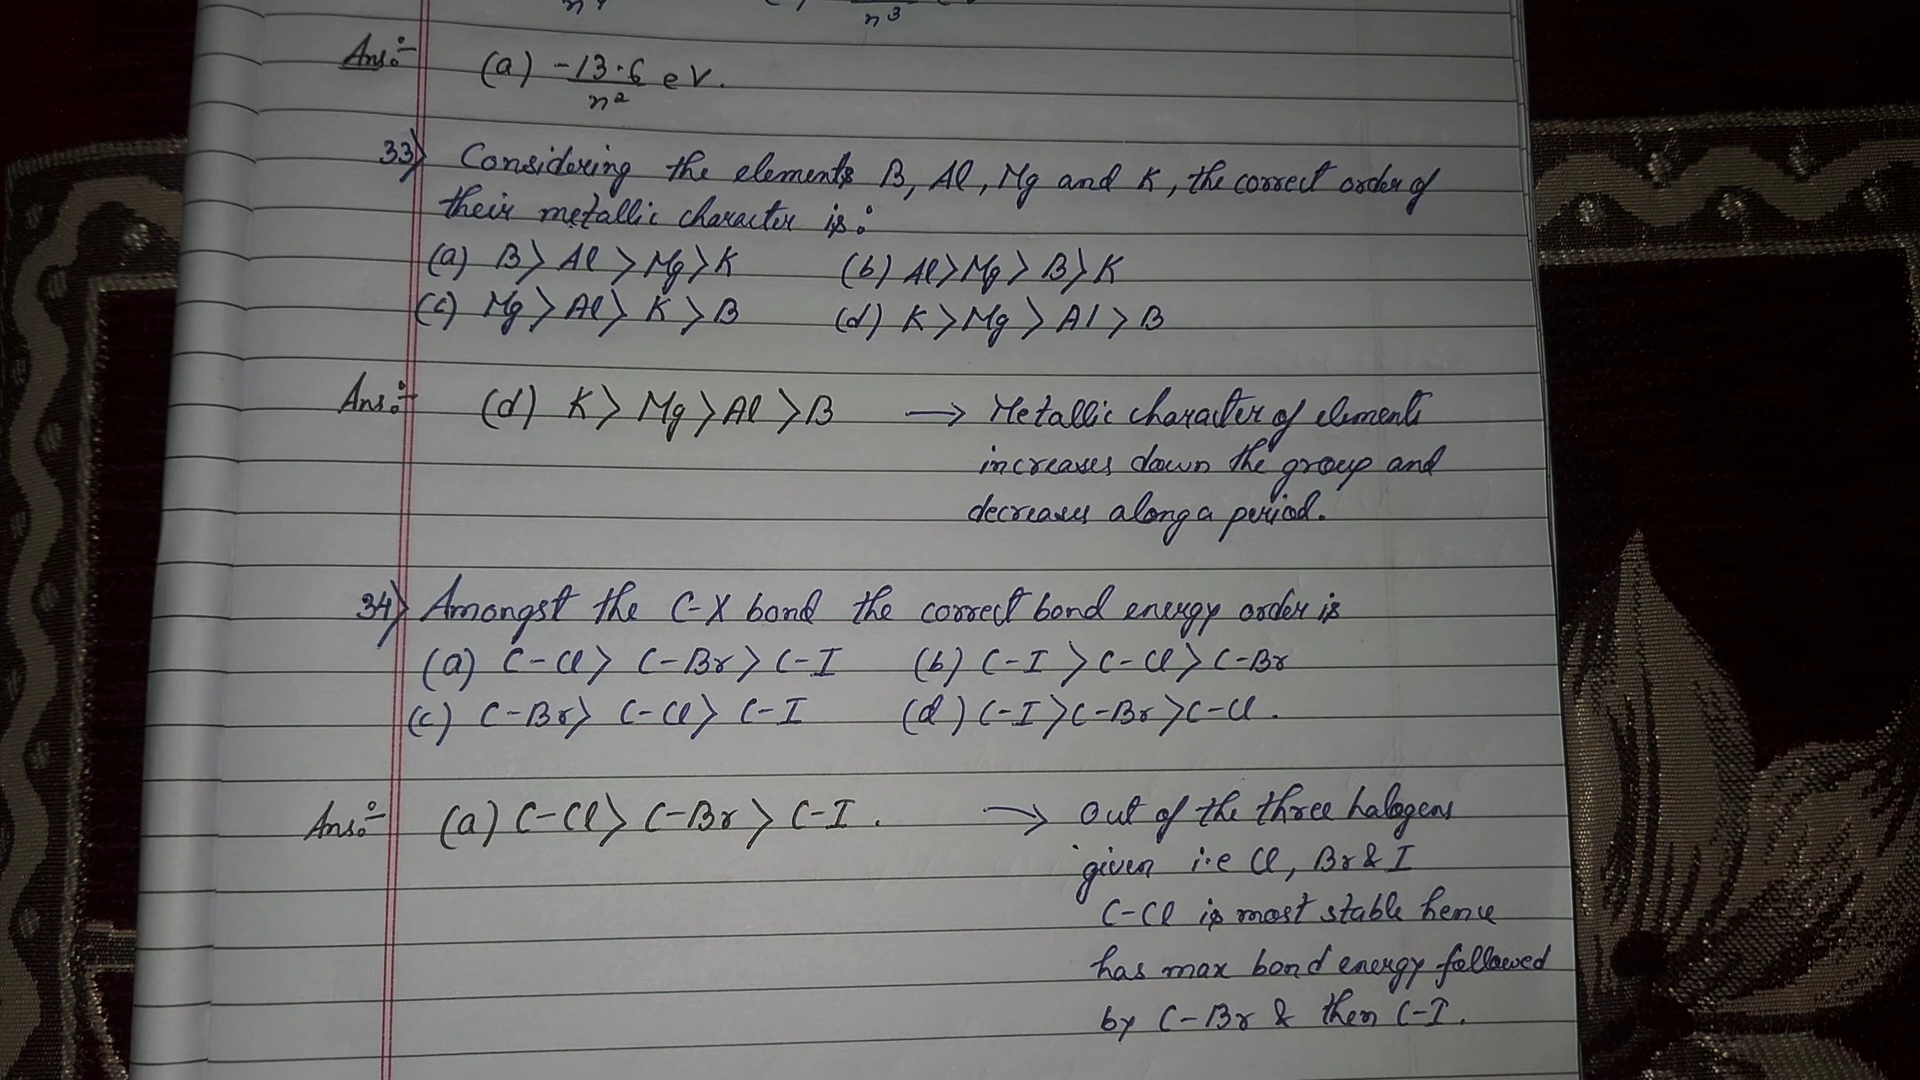 n³
Ans:- (a) -13.6/n² eV.
33) Considering the elements B, Al, Mg and K, the correct order of
their metallic character is:
(a) B > Al > Mg > K (b) Al > Mg > B > K
(c) Mg > Al > K > B (d) K > Mg > Al > B
Ans:- (d) K > Mg > Al > B → Metallic character of elements
increases down the group and
decreases along a period.
34) Amongst the C-X bond the correct bond energy order is
(a) C-Cl > C-Br > C-I (b) C-I > C-Cl > C-Br
(c) C-Br > C-Cl > C-I (d) C-I > C-Br > C-Cl.
Ans:- (a) C-Cl > C-Br > C-I. → Out of the three halogens
given i.e Cl, Br & I
C-Cl is most stable hence
has max bond energy followed
by C-Br & then C-I.